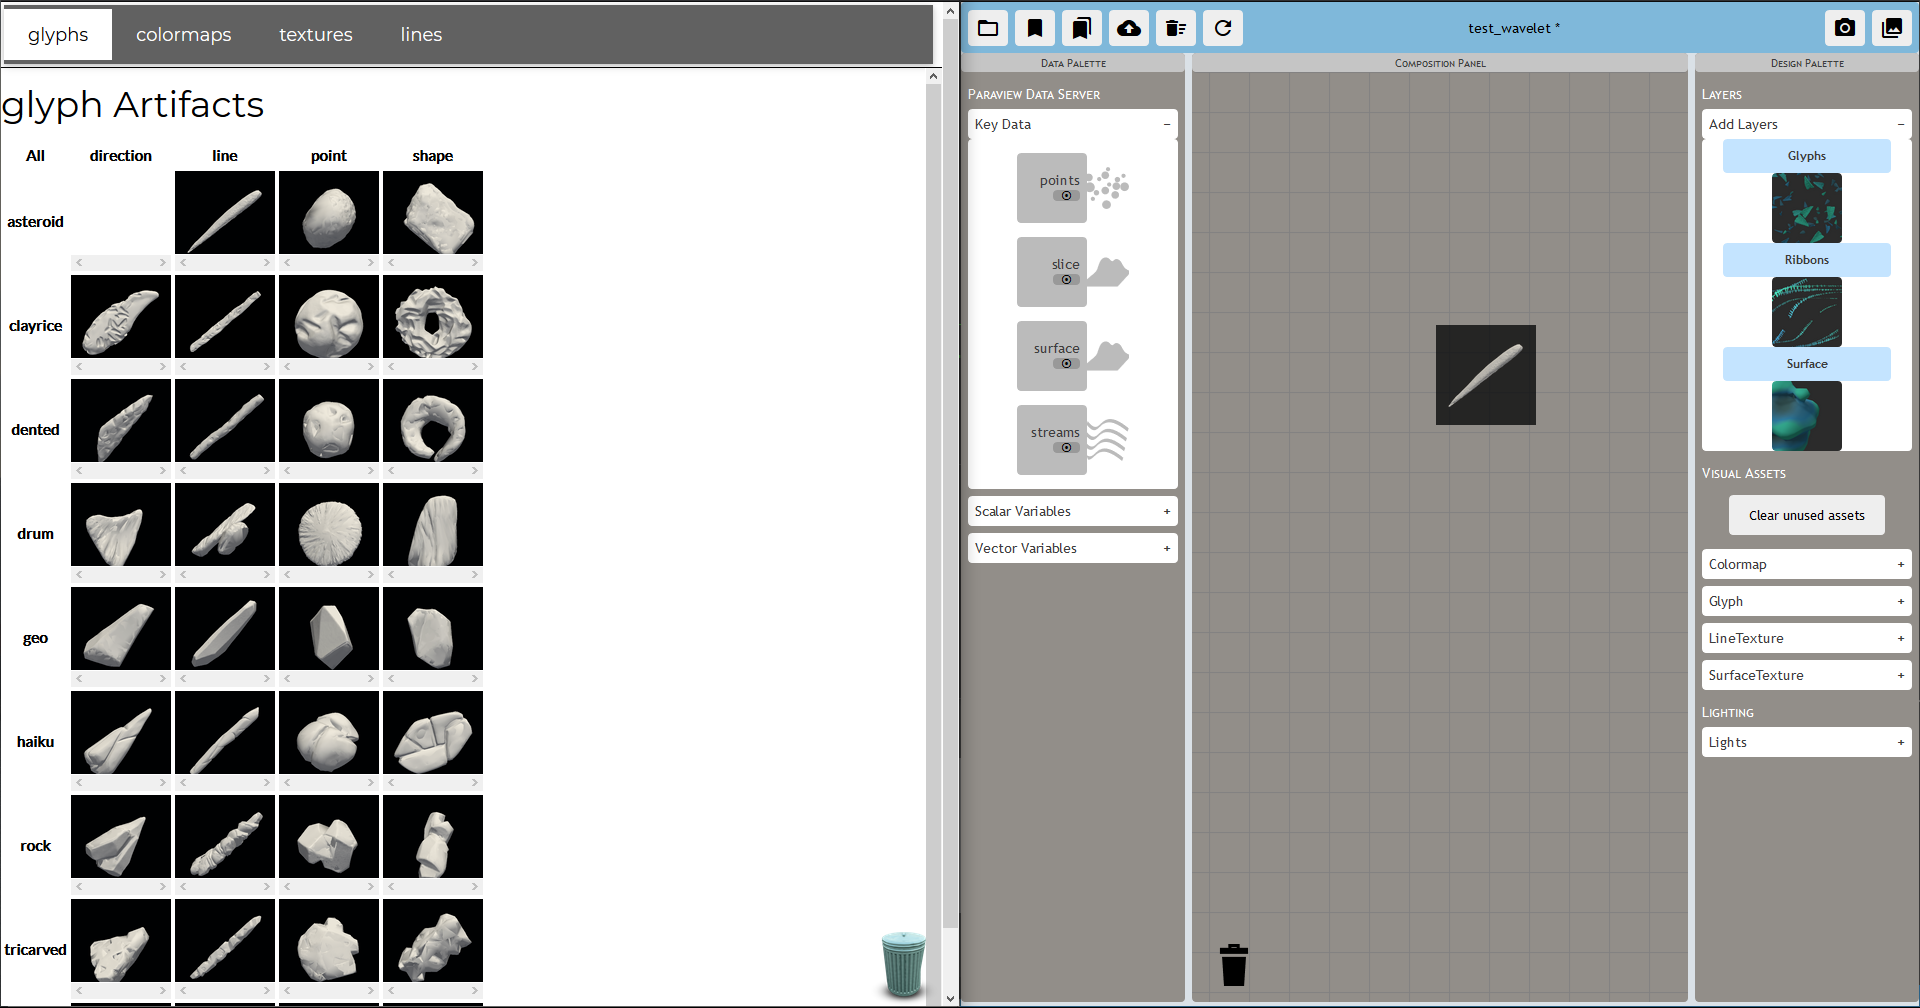 glyphs colormaps textures lines
glyph Artifacts
All direction line point shape
asteroid
clayrice
dented
drum
geo
haiku
rock
tricarved
test_wavelet *
Data Palette
Paraview Data Server
Key Data −
points
slice
surface
streams
Scalar Variables +
Vector Variables +
Composition Panel
Design Palette
Layers
Add Layers −
Glyphs
Ribbons
Surface
Visual Assets
Clear unused assets
Colormap +
Glyph +
LineTexture +
SurfaceTexture +
Lighting
Lights +